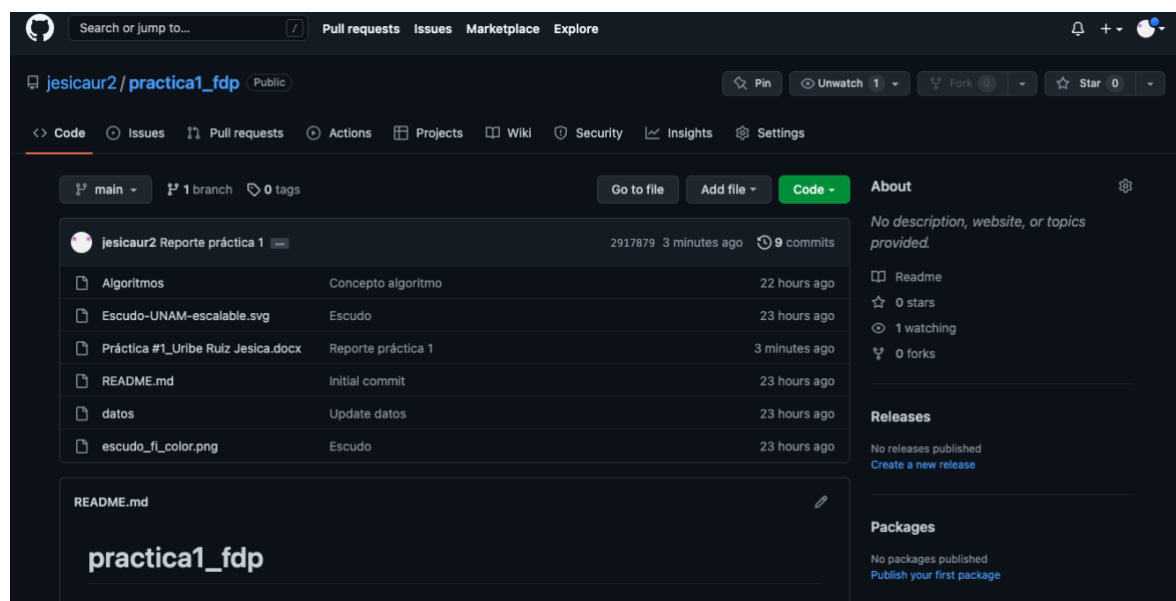 Search or jump to... / Pull requests Issues Marketplace Explore
jesicaur2 / practica1_fdp Public Pin Unwatch 1 Fork 0 Star 0
<> Code Issues Pull requests Actions Projects Wiki Security Insights Settings
main 1 branch 0 tags Go to file Add file Code
jesicaur2 Reporte práctica 1 ... 2917879 3 minutes ago 9 commits
Algoritmos Concepto algoritmo 22 hours ago
Escudo-UNAM-escalable.svg Escudo 23 hours ago
Práctica #1_Uribe Ruiz Jesica.docx Reporte práctica 1 3 minutes ago
README.md Initial commit 23 hours ago
datos Update datos 23 hours ago
escudo_fi_color.png Escudo 23 hours ago
README.md
practica1_fdp
About
No description, website, or topics
provided.
Readme
0 stars
1 watching
0 forks
Releases
No releases published
Create a new release
Packages
No packages published
Publish your first package